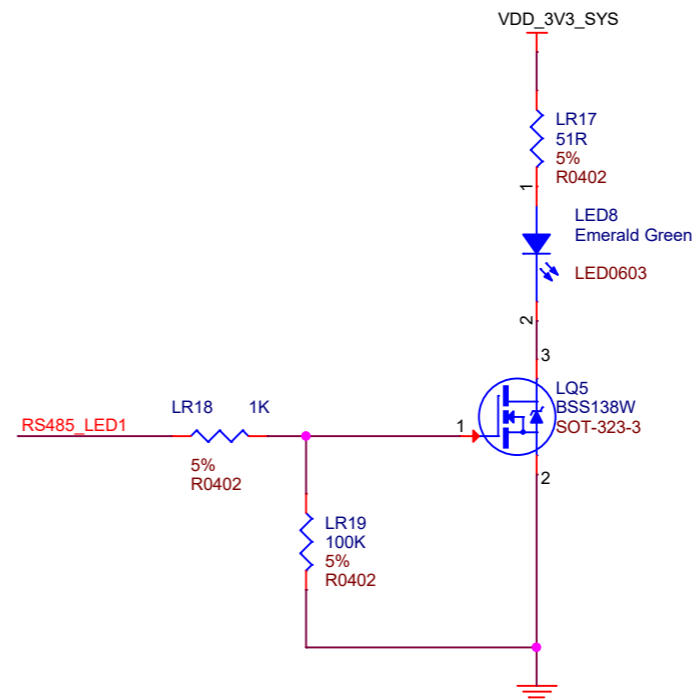 VDD_3V3_SYS
LR17
51R
5%
R0402
1
LED8
Emerald Green
LED0603
2
3
LQ5
BSS138W
SOT-323-3
1
2
RS485_LED1
LR18 1K
5%
R0402
LR19
100K
5%
R0402